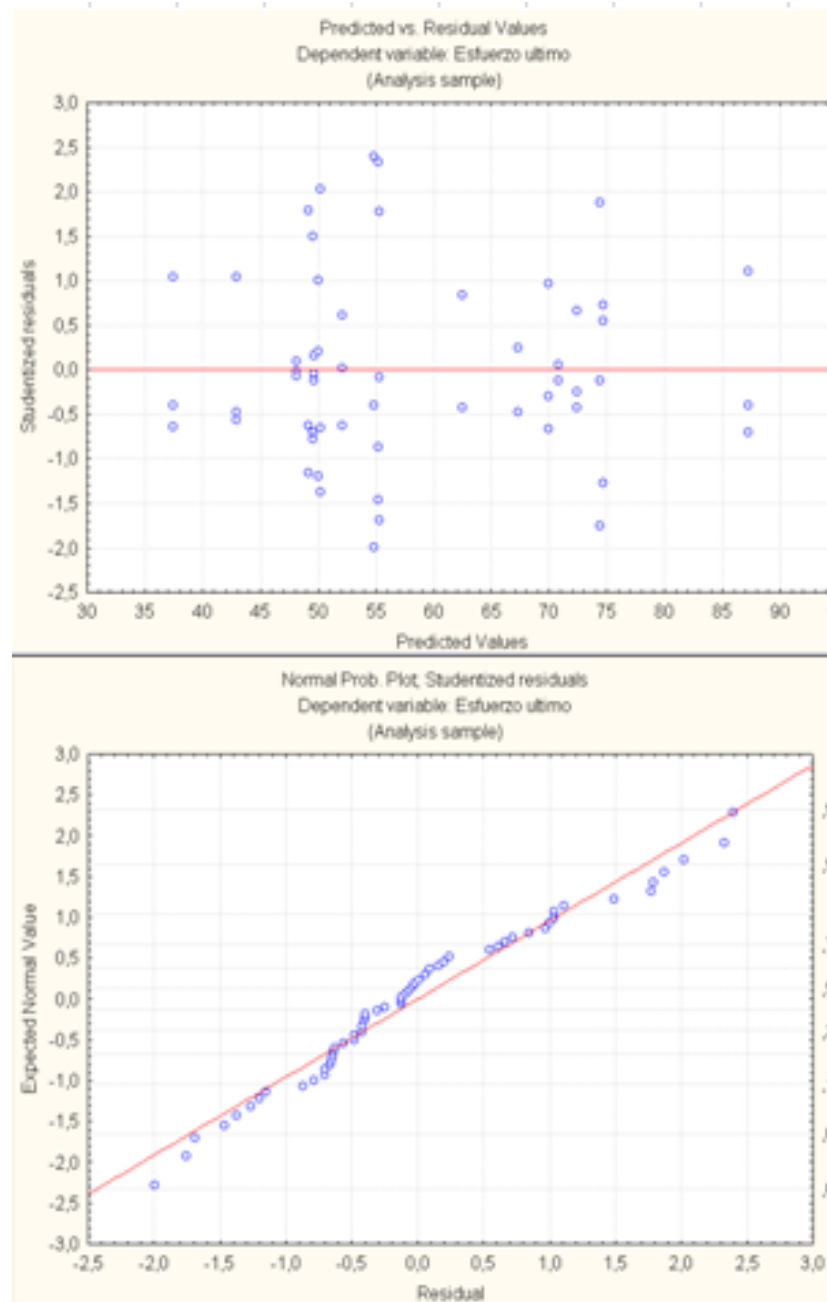 Predicted vs. Residual Values
Dependent variable: Esfuerzo ultimo
(Analysis sample)
3,0
2,5
2,0
1,5
1,0
0,5
0,0
-0,5
-1,0
-1,5
-2,0
-2,5
Studentized residuals
30 35 40 45 50 55 60 65 70 75 80 85 90
Predicted Values
Normal Prob. Plot, Studentized residuals
Dependent variable: Esfuerzo ultimo
(Analysis sample)
3,0
2,5
2,0
1,5
1,0
0,5
0,0
-0,5
-1,0
-1,5
-2,0
-2,5
-3,0
Expected Normal Value
-2,5 -2,0 -1,5 -1,0 -0,5 0,0 0,5 1,0 1,5 2,0 2,5 3,0
Residual